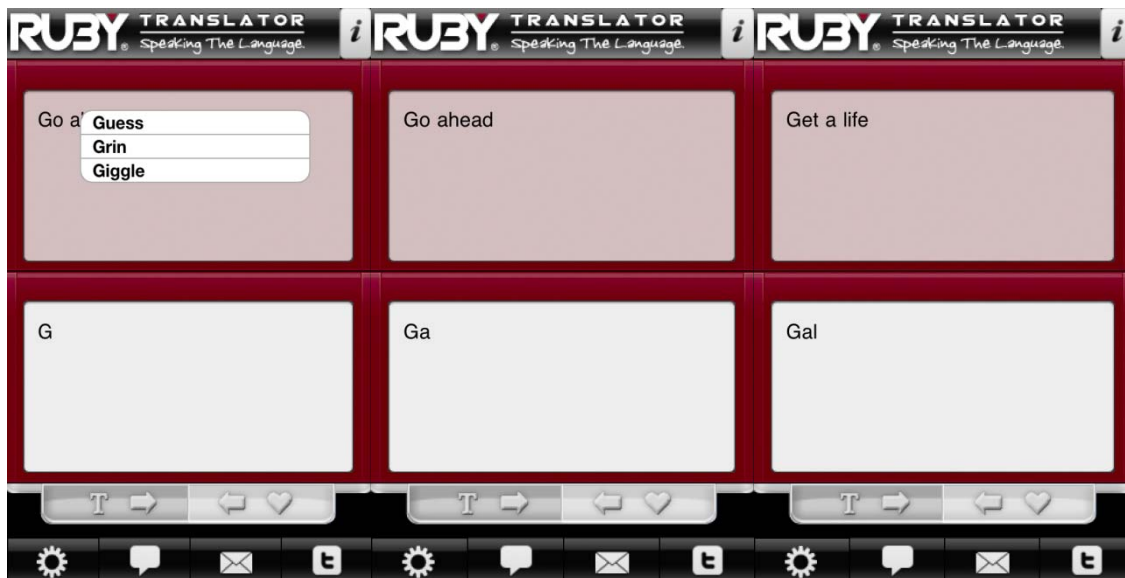 RUBY® TRANSLATOR
Speaking The Language.
i
Go a
Guess
Grin
Giggle
G
T
t
RUBY® TRANSLATOR
Speaking The Language.
i
Go ahead
Ga
T
t
RUBY® TRANSLATOR
Speaking The Language.
i
Get a life
Gal
T
t